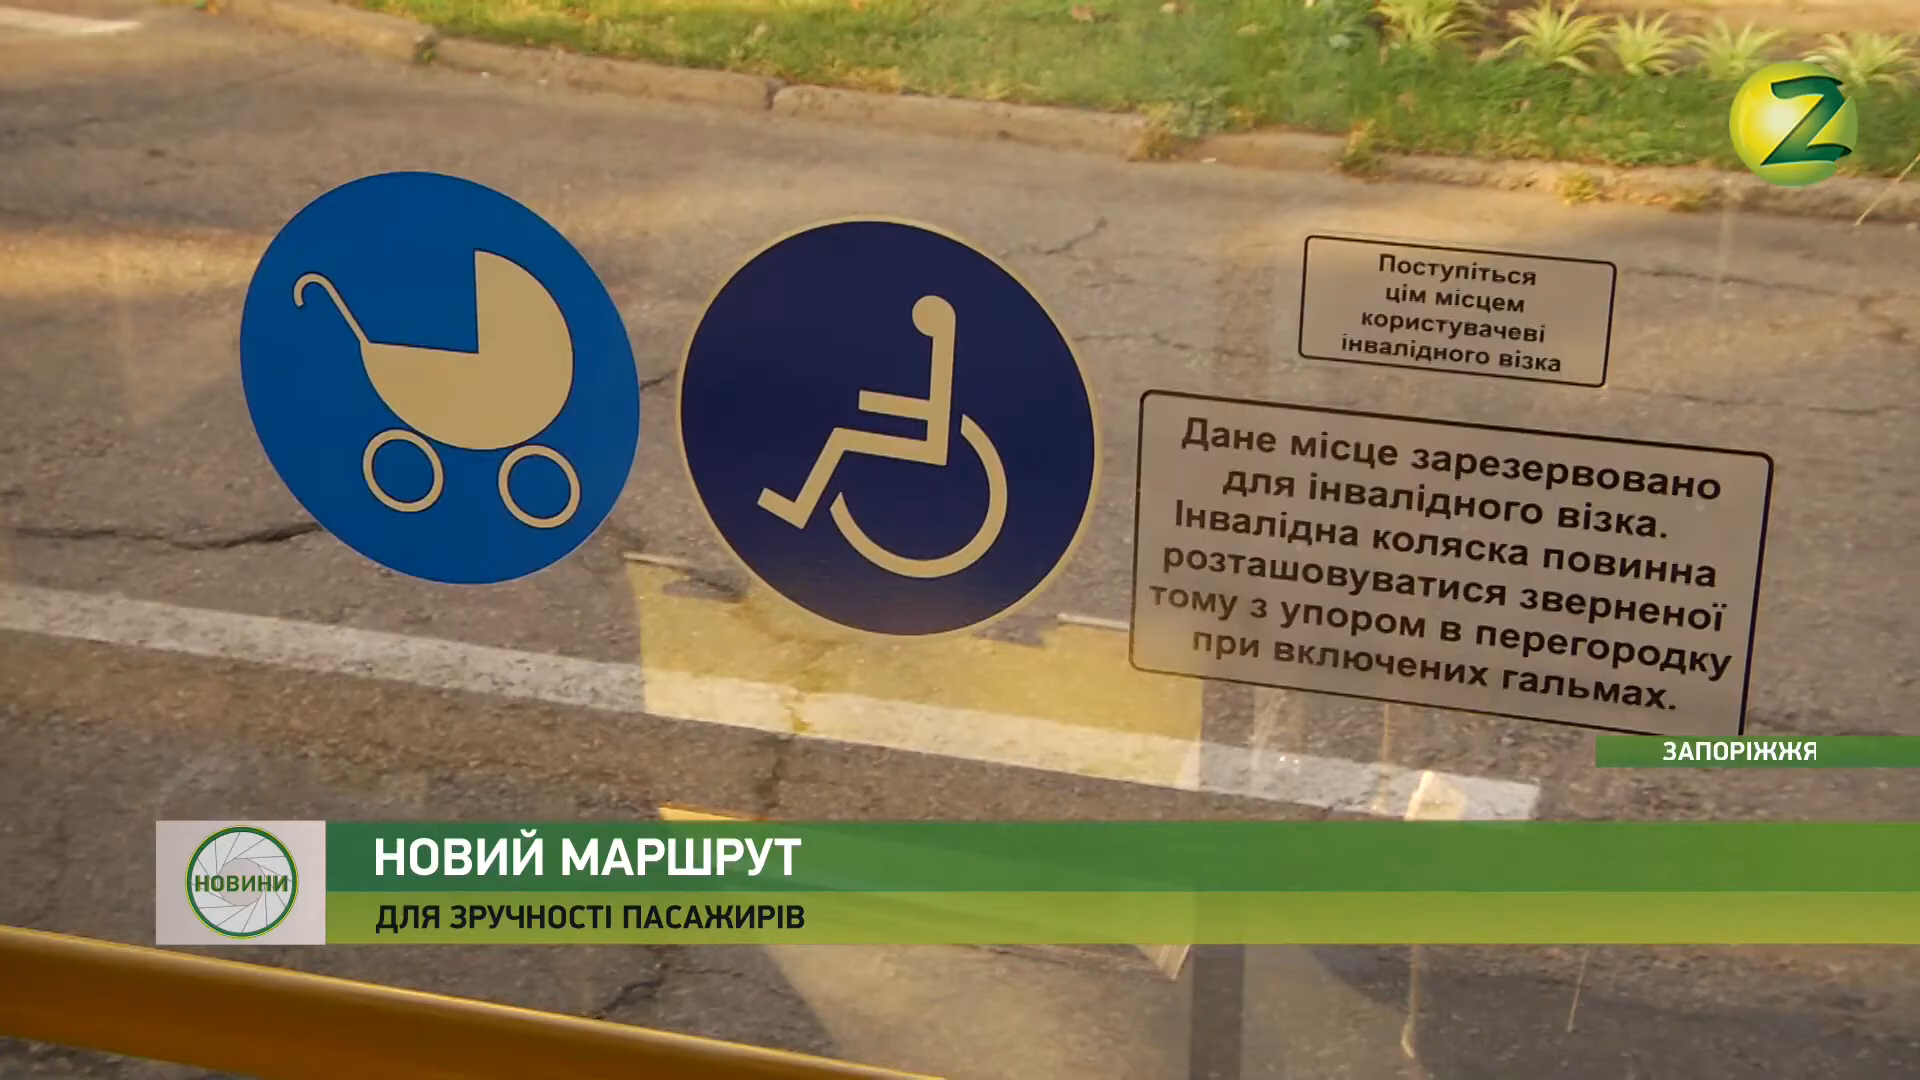 Поступіться
цім місцем
користувачеві
інвалідного візка
Дане місце зарезервовано
для інвалідного візка.
Інвалідна коляска повинна
розташовуватися зверненої
тому з упором в перегородку
при включених гальмах.
ЗАПОРІЖЖЯ
НОВИНИ
НОВИЙ МАРШРУТ
ДЛЯ ЗРУЧНОСТІ ПАСАЖИРІВ
Z